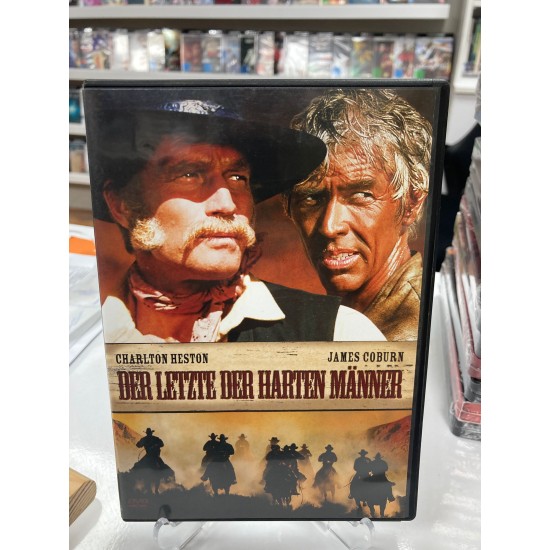 CHARLTON HESTON JAMES COBURN
DER LETZTE DER HARTEN MÄNNER